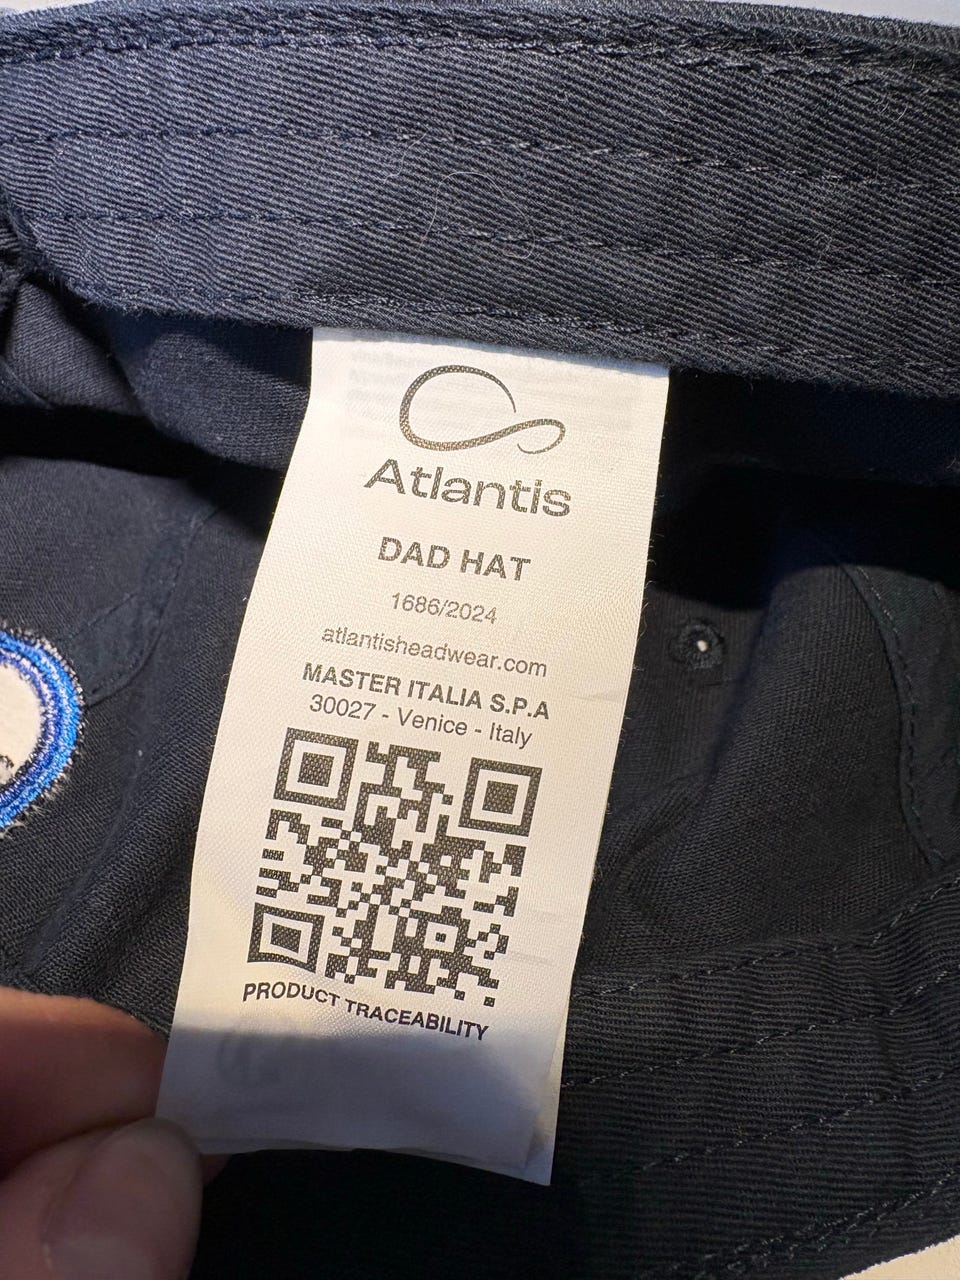 Atlantis
DAD HAT
1686/2024
atlantisheadwear.com
MASTER ITALIA S.P.A
30027 - Venice - Italy
PRODUCT TRACEABILITY